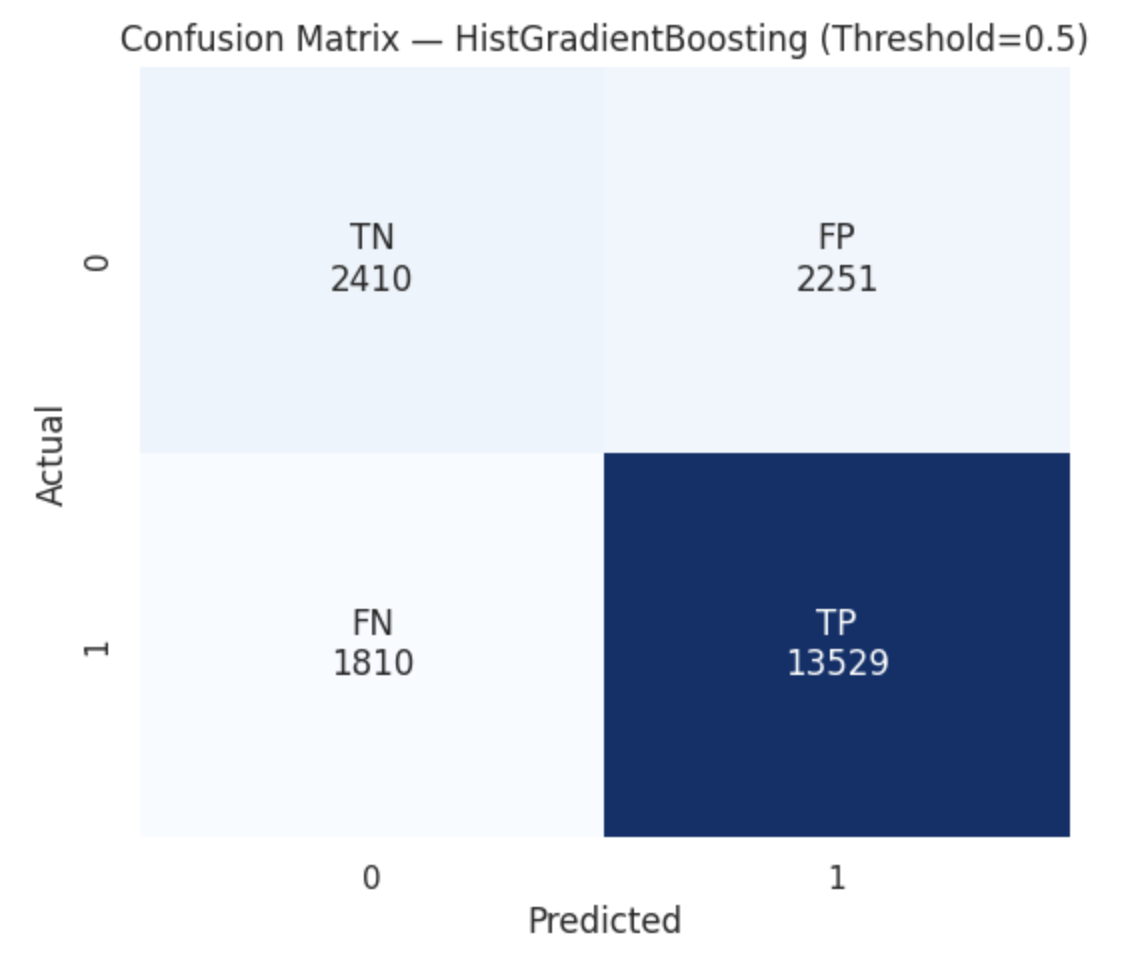 Confusion Matrix — HistGradientBoosting (Threshold=0.5)
TN
2410
FP
2251
0
Actual
FN
1810
TP
13529
1
0
1
Predicted